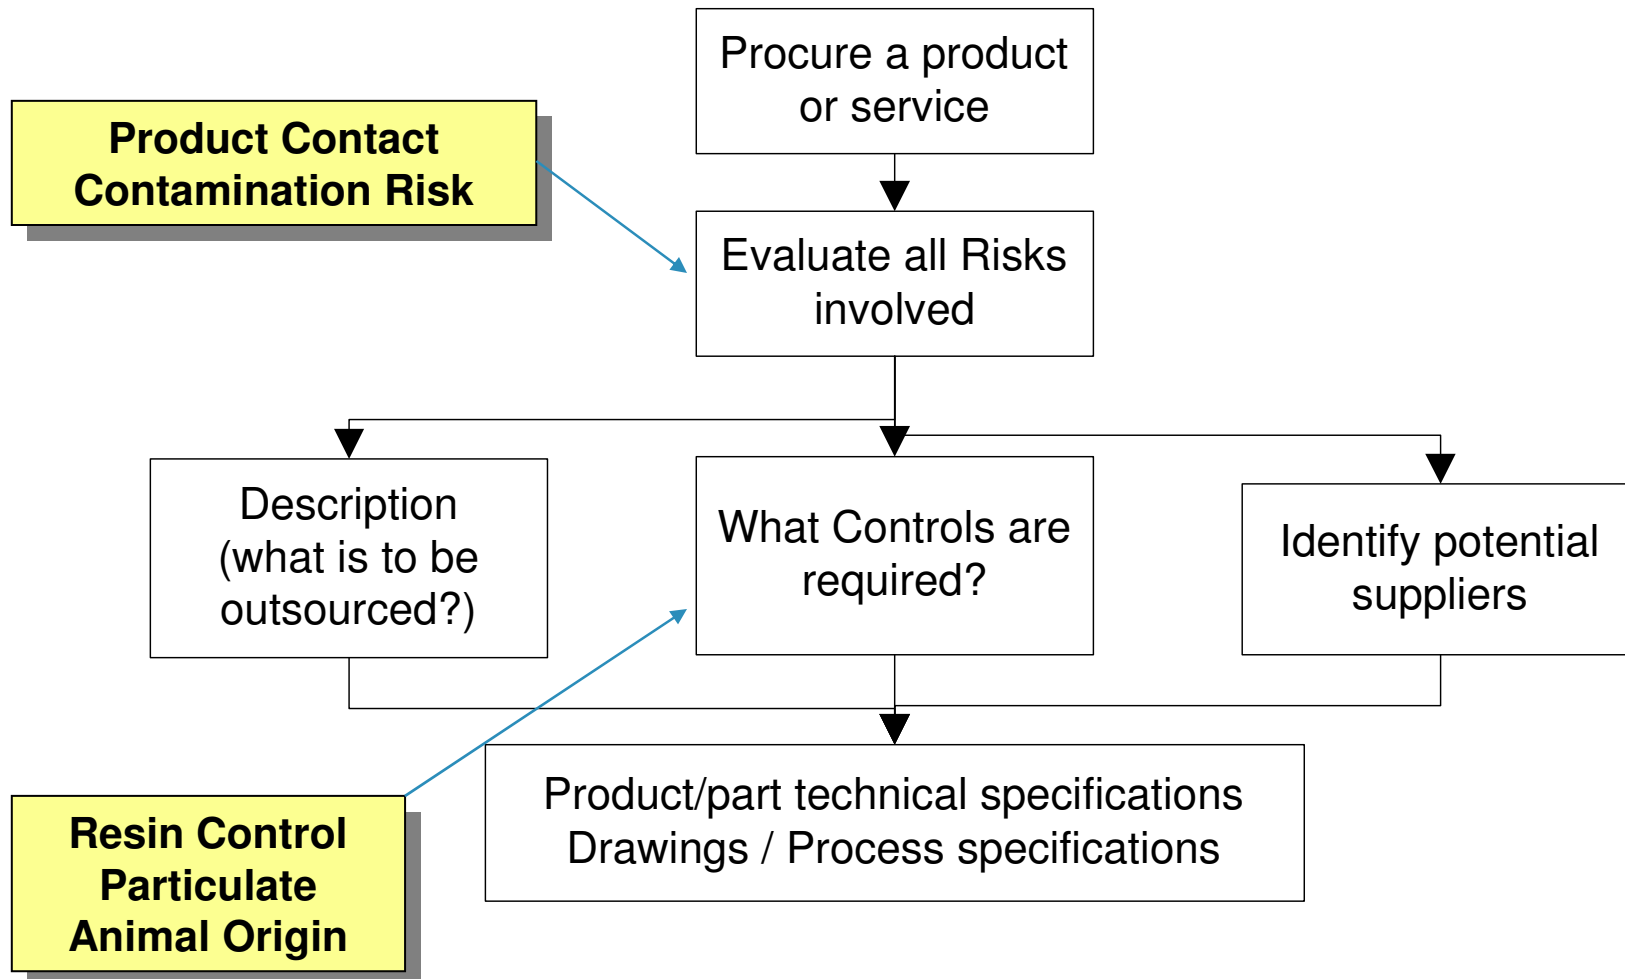 Procure a product
or service
Product Contact
Contamination Risk
Evaluate all Risks
involved
Description
(what is to be
outsourced?)
What Controls are
required?
Identify potential
suppliers
Product/part technical specifications
Drawings / Process specifications
Resin Control
Particulate
Animal Origin